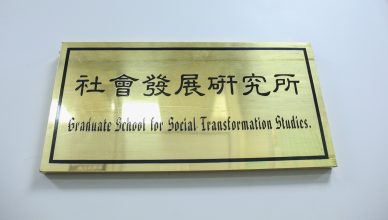 社會發展研究所
Graduate School for Social Transformation Studies.